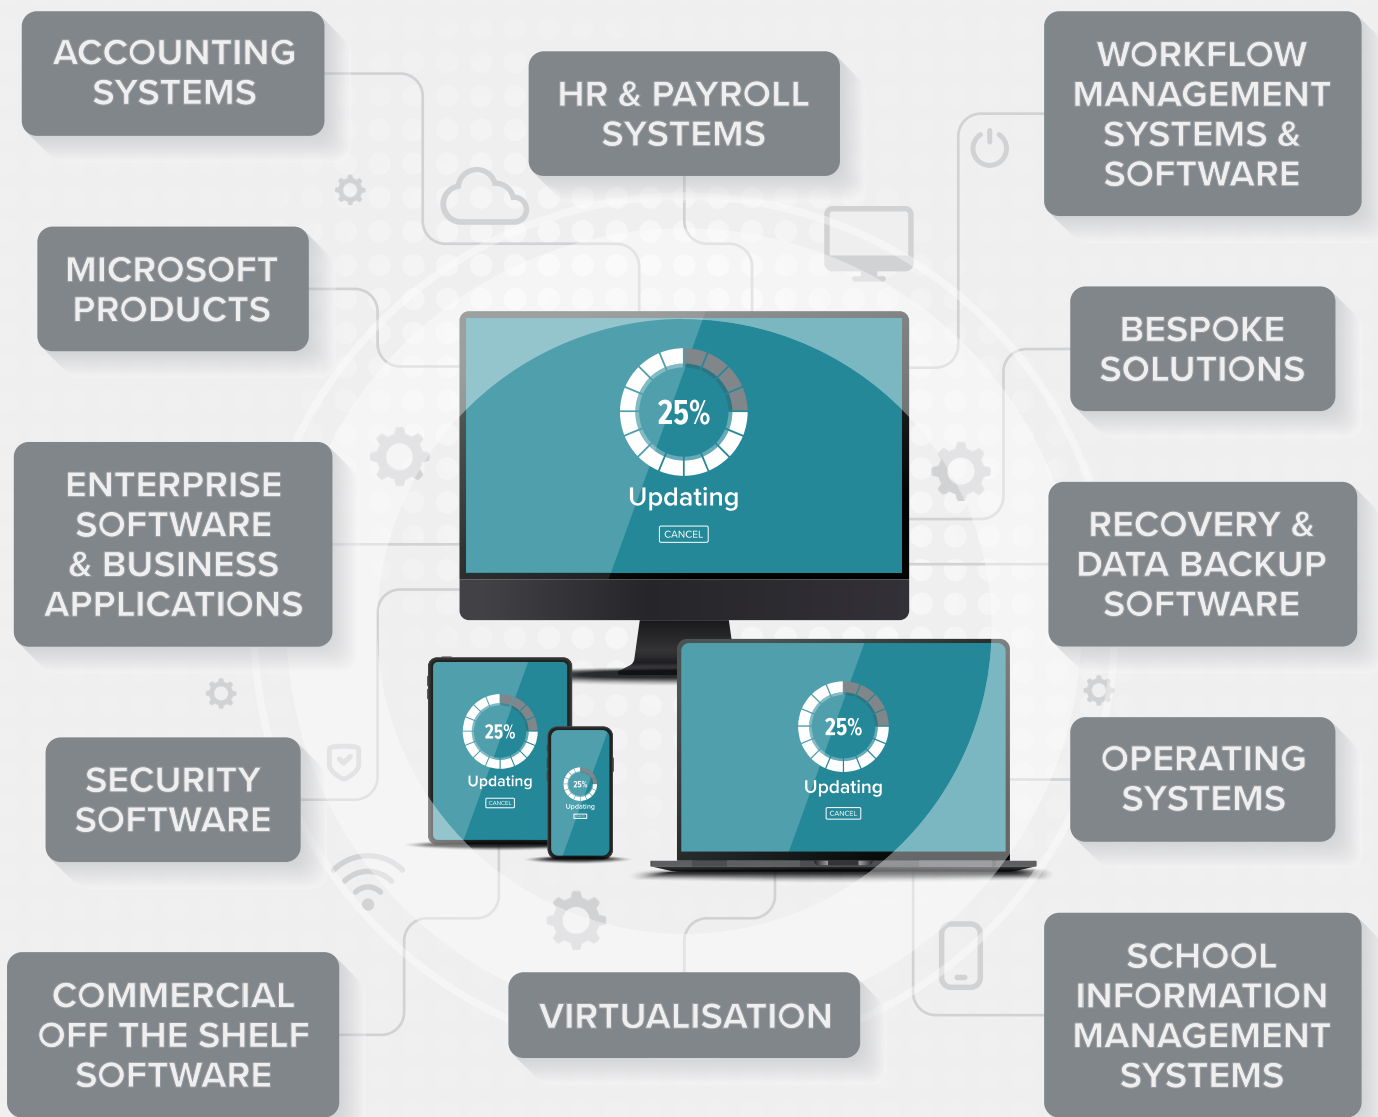 ACCOUNTING
SYSTEMS
HR & PAYROLL
SYSTEMS
WORKFLOW
MANAGEMENT
SYSTEMS &
SOFTWARE
MICROSOFT
PRODUCTS
BESPOKE
SOLUTIONS
25%
Updating
CANCEL
ENTERPRISE
SOFTWARE
& BUSINESS
APPLICATIONS
RECOVERY &
DATA BACKUP
SOFTWARE
25%
Updating
CANCEL
25%
Updating
25%
Updating
CANCEL
SECURITY
SOFTWARE
OPERATING
SYSTEMS
COMMERCIAL
OFF THE SHELF
SOFTWARE
VIRTUALISATION
SCHOOL
INFORMATION
MANAGEMENT
SYSTEMS